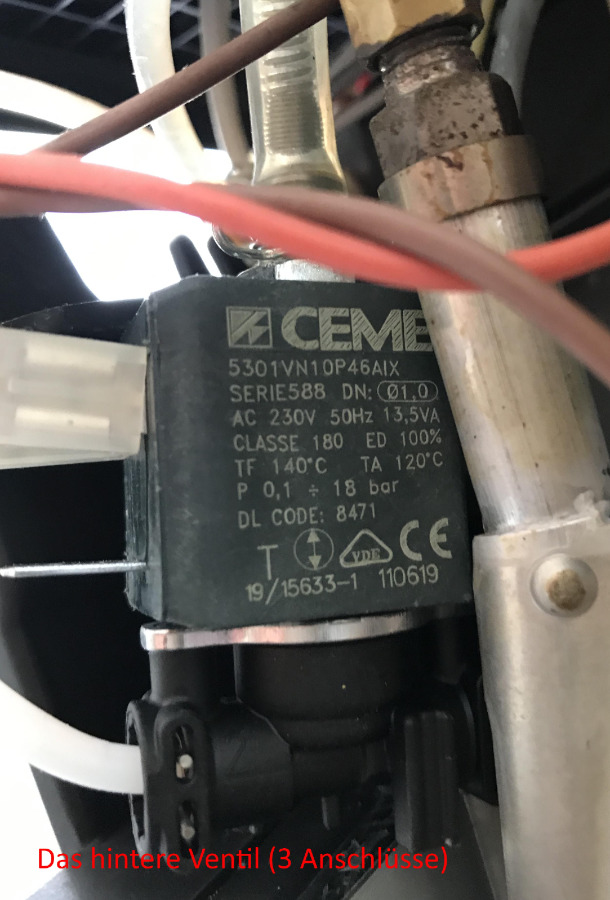 CEME
5301VN10P46AIX
SERIE588 DN: Ø1,0
AC 230V 50Hz 13,5VA
CLASSE 180 ED 100%
TF 140°C TA 120°C
P 0,1 ÷ 18 bar
DL CODE: 8471
T VDE CE
19/15633-1 110619
Das hintere Ventil (3 Anschlüsse)